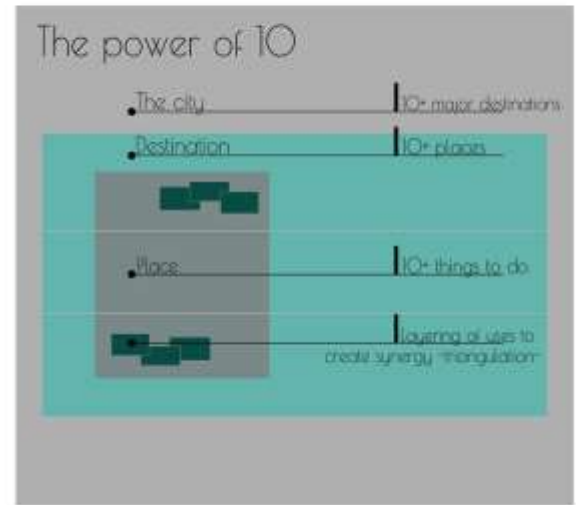 The power of 10
The city
10+ major destinations
Destination
10+ places
Place
10+ things to do
Layering of uses to
create synergy -triangulation-